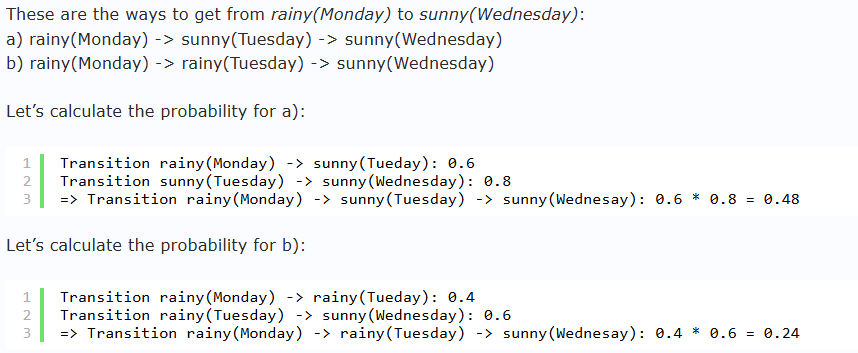 These are the ways to get from rainy(Monday) to sunny(Wednesday):
a) rainy(Monday) -> sunny(Tuesday) -> sunny(Wednesday)
b) rainy(Monday) -> rainy(Tuesday) -> sunny(Wednesday)
Let’s calculate the probability for a):
1 Transition rainy(Monday) -> sunny(Tueday): 0.6
2 Transition sunny(Tuesday) -> sunny(Wednesday): 0.8
3 => Transition rainy(Monday) -> sunny(Tuesday) -> sunny(Wednesay): 0.6 * 0.8 = 0.48
Let’s calculate the probability for b):
1 Transition rainy(Monday) -> rainy(Tueday): 0.4
2 Transition rainy(Tuesday) -> sunny(Wednesday): 0.6
3 => Transition rainy(Monday) -> rainy(Tuesday) -> sunny(Wednesay): 0.4 * 0.6 = 0.24